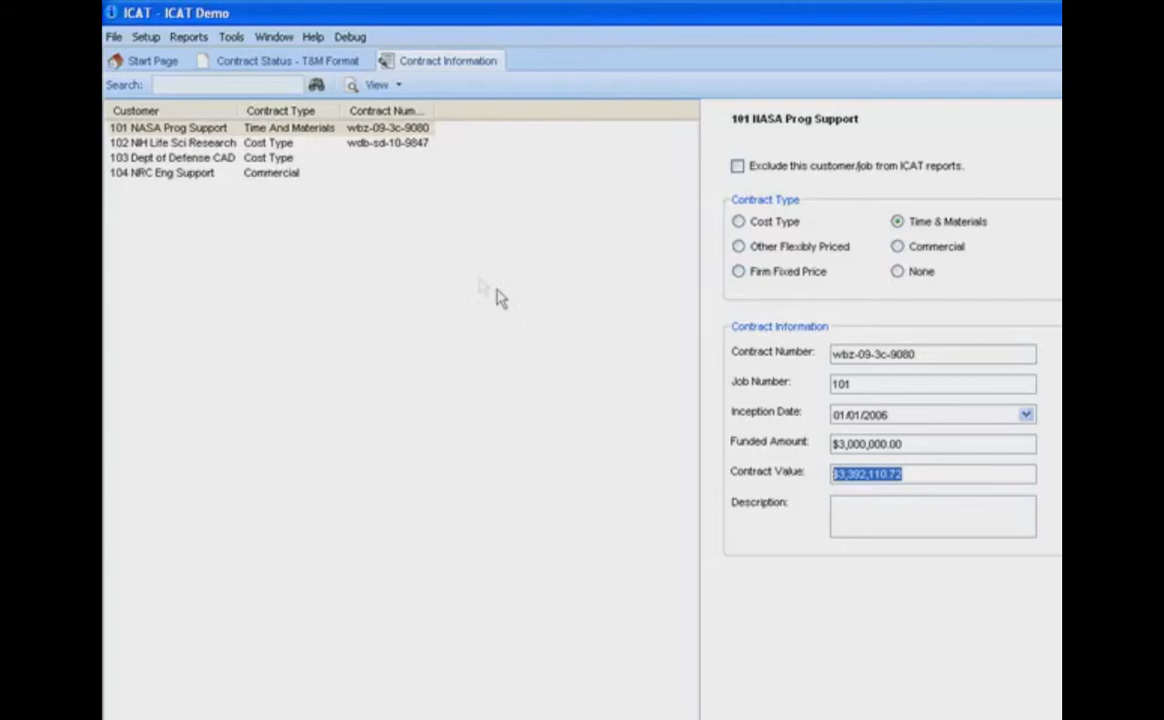 ICAT - ICAT Demo
File Setup Reports Tools Window Help Debug
Start Page Contract Status - T&M Format Contract Information
Search: View
Customer Contract Type Contract Num...
101 NASA Prog Support Time And Materials wbz-09-3c-9080
102 NIH Life Sci Research Cost Type wdb-sd-10-9847
103 Dept of Defense CAD Cost Type
104 NRC Eng Support Commercial
101 NASA Prog Support
Exclude this customer/job from ICAT reports.
Contract Type
Cost Type Time & Materials
Other Flexibly Priced Commercial
Firm Fixed Price None
Contract Information
Contract Number: wbz-09-3c-9080
Job Number: 101
Inception Date: 01/01/2006
Funded Amount: $3,000,000.00
Contract Value: $3,392,110.72
Description: